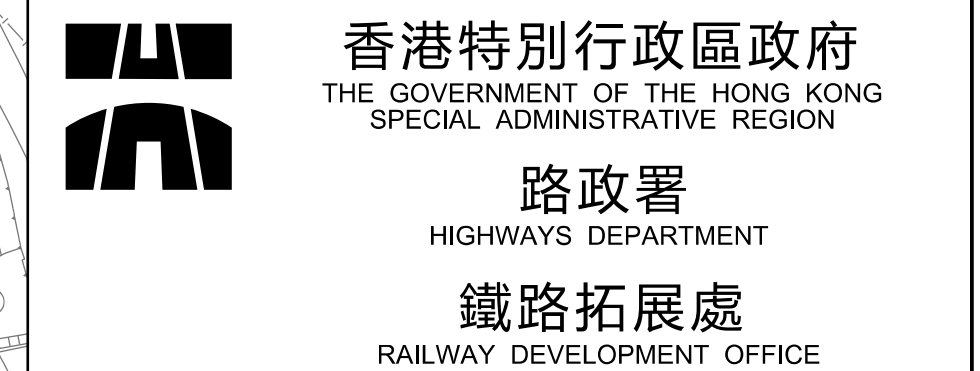 香港特別行政區政府
THE GOVERNMENT OF THE HONG KONG
SPECIAL ADMINISTRATIVE REGION
路政署
HIGHWAYS DEPARTMENT
鐵路拓展處
RAILWAY DEVELOPMENT OFFICE